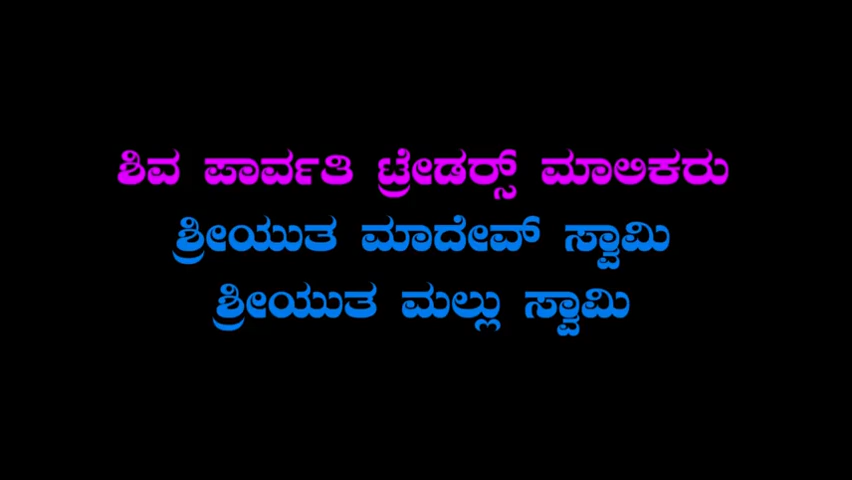 ಶಿವ ಪಾರ್ವತಿ ಟ್ರೇಡರ‍್ಸ್ ಮಾಲಿಕರು
ಶ್ರೀಯುತ ಮಾದೇವ್ ಸ್ವಾಮಿ
ಶ್ರೀಯುತ ಮಲ್ಲು ಸ್ವಾಮಿ